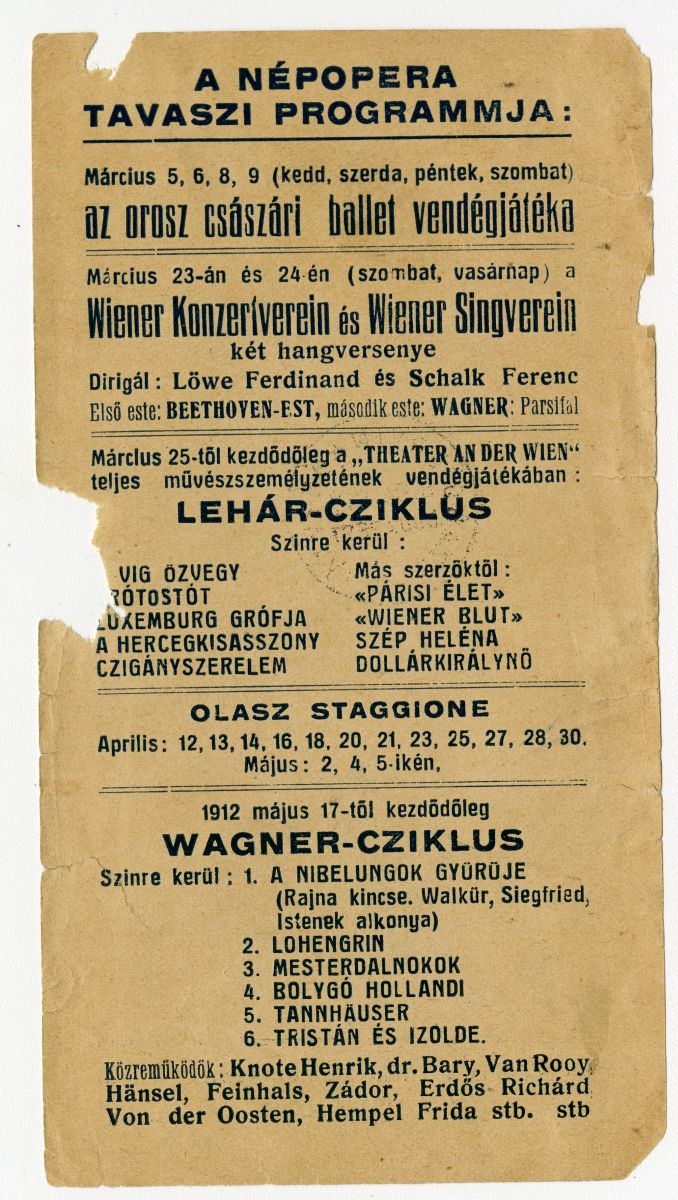 A NÉPOPERA
TAVASZI PROGRAMMJA:
Március 5, 6, 8, 9 (kedd, szerda, péntek, szombat)
az orosz császári ballet vendégjátéka
Március 23-án és 24-én (szombat, vasárnap) a
Wiener Konzertverein és Wiener Singverein
két hangversenye
Dirigál: Löwe Ferdinand és Schalk Ferenc
Első este: BEETHOVEN-EST, második este: WAGNER: Parsifal
Március 25-től kezdődőleg a „THEATER AN DER WIEN“
teljes művészszemélyzetének vendégjátékában:
LEHÁR-CZIKLUS
Szinre kerül:
VIG ÖZVEGY
RÓTOSTÓT
LUXEMBURG GRÓFJA
A HERCEGKISASSZONY
CZIGÁNYSZERELEM
Más szerzőktől:
«PÁRISI ÉLET»
«WIENER BLUT»
SZÉP HELÉNA
DOLLÁRKIRÁLYNŐ
OLASZ STAGGIONE
Aprilis: 12, 13, 14, 16, 18, 20, 21, 23, 25, 27, 28, 30.
Május: 2, 4, 5-ikén,
1912 május 17-től kezdődőleg
WAGNER-CZIKLUS
Szinre kerül: 1. A NIBELUNGOK GYŰRŰJE
(Rajna kincse. Walkür, Siegfried,
Istenek alkonya)
2. LOHENGRIN
3. MESTERDALNOKOK
4. BOLYGÓ HOLLANDI
5. TANNHÄUSER
6. TRISTÁN ÉS IZOLDE.
Közreműködők: Knote Henrik, dr. Bary, Van Rooy,
Hänsel, Feinhals, Zádor, Erdős Richárd
Von der Oosten, Hempel Frida stb. stb